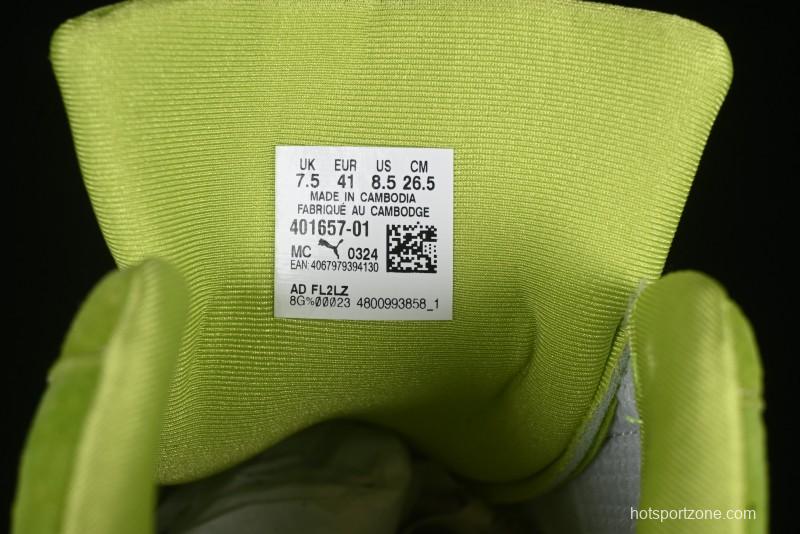 UK EUR US CM
7.5 41 8.5 26.5
MADE IN CAMBODIA
FABRIQUÉ AU CAMBODGE
401657-01
MC 0324
EAN: 4067979394130
AD FL2LZ
8G%00023 4800993858_1
hotsportzone.com